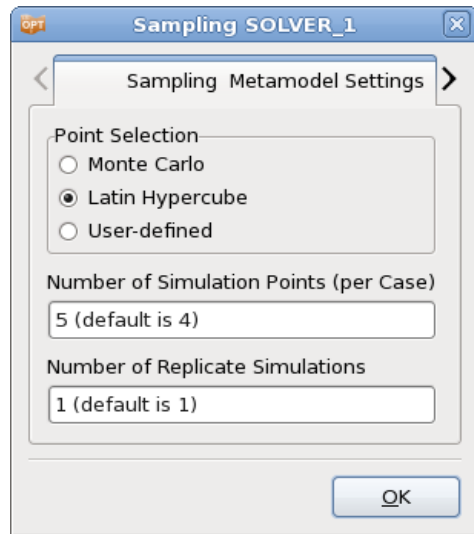 OPT Sampling SOLVER_1
Sampling Metamodel Settings
Point Selection
Monte Carlo
Latin Hypercube
User-defined
Number of Simulation Points (per Case)
5 (default is 4)
Number of Replicate Simulations
1 (default is 1)
OK